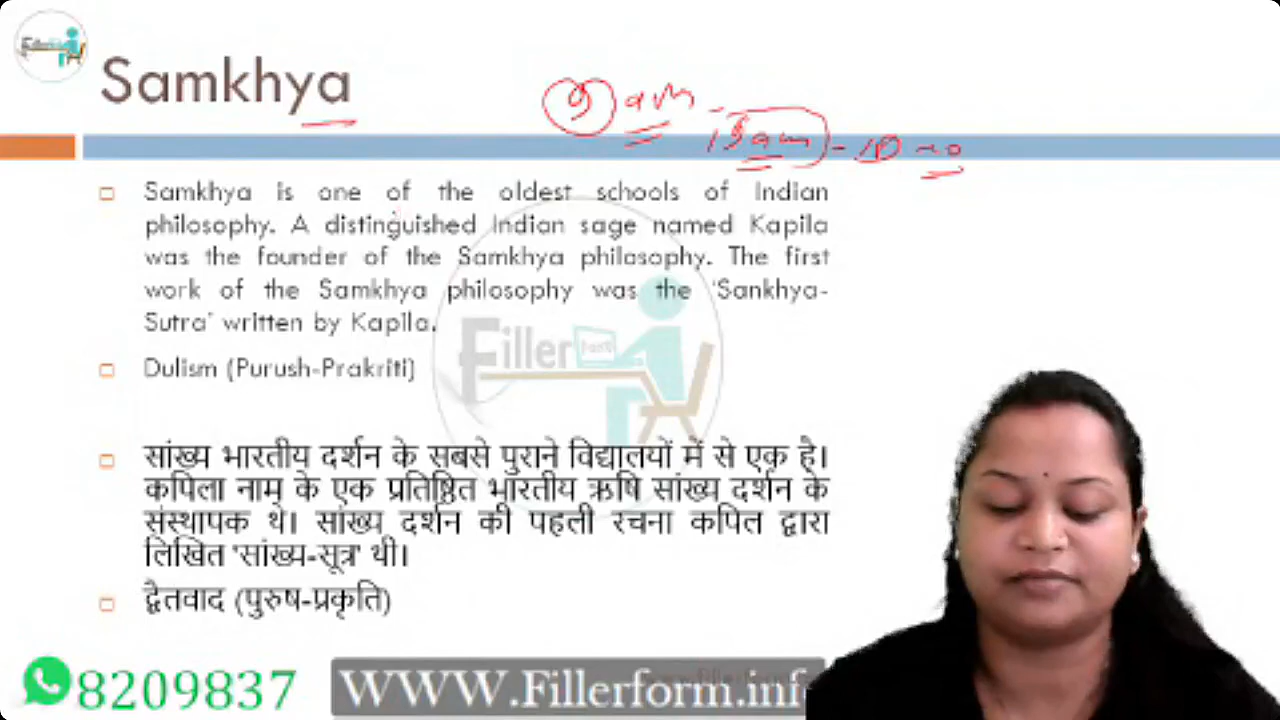 Samkhya
Samkhya is one of the oldest schools of Indian
philosophy. A distinguished Indian sage named Kapila
was the founder of the Samkhya philosophy. The first
work of the Samkhya philosophy was the 'Sankhya-
Sutra' written by Kapila.
Dulism (Purush-Prakriti)
सांख्य भारतीय दर्शन के सबसे पुराने विद्यालयों में से एक है।
कपिला नाम के एक प्रतिष्ठित भारतीय ऋषि सांख्य दर्शन के
संस्थापक थे। सांख्य दर्शन की पहली रचना कपिल द्वारा
लिखित 'सांख्य-सूत्र' थी।
द्वैतवाद (पुरुष-प्रकृति)
Filler
8209837
WWW.Fillerform.info